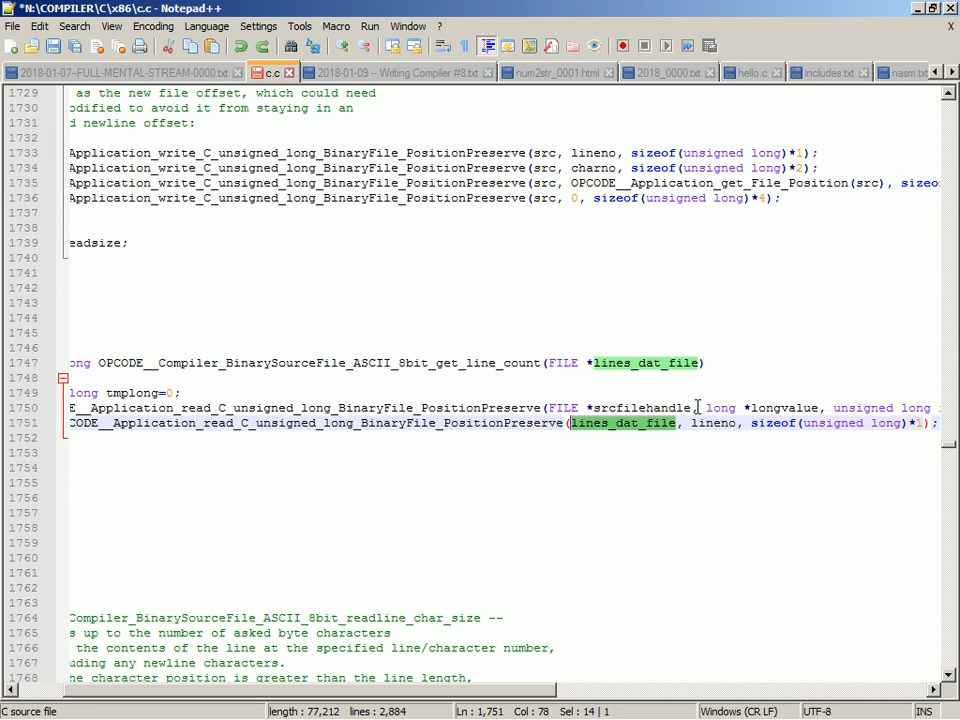 *N:\COMPILER\C\x86\c.c - Notepad++
File Edit Search View Encoding Language Settings Tools Macro Run Window ? X
2018-01-07-FULL-MENTAL-STREAM-0000.txt c.c 2018-01-09 -- Writing Compiler #8.txt num2str_0001.html 2018_0000.txt hello.c includes.txt nasm.txt
1729 as the new file offset, which could need
1730 odified to avoid it from staying in an
1731 d newline offset:
1732
1733 Application_write_C_unsigned_long_BinaryFile_PositionPreserve(src, lineno, sizeof(unsigned long)*1);
1734 Application_write_C_unsigned_long_BinaryFile_PositionPreserve(src, charno, sizeof(unsigned long)*2);
1735 Application_write_C_unsigned_long_BinaryFile_PositionPreserve(src, OPCODE__Application_get_File_Position(src), sizeo
1736 Application_write_C_unsigned_long_BinaryFile_PositionPreserve(src, 0, sizeof(unsigned long)*4);
1737
1738
1739 eadsize;
1740
1741
1742
1743
1744
1745
1746
1747 ong OPCODE__Compiler_BinarySourceFile_ASCII_8bit_get_line_count(FILE *lines_dat_file)
1748
1749 long tmplong=0;
1750 E__Application_read_C_unsigned_long_BinaryFile_PositionPreserve(FILE *srcfilehandle, long *longvalue, unsigned long
1751 CODE__Application_read_C_unsigned_long_BinaryFile_PositionPreserve(lines_dat_file, lineno, sizeof(unsigned long)*1);
1752
1753
1754
1755
1756
1757
1758
1759
1760
1761
1762
1763
1764 Compiler_BinarySourceFile_ASCII_8bit_readline_char_size --
1765 s up to the number of asked byte characters
1766 the contents of the line at the specified line/character number,
1767 uding any newline characters.
1768 he character position is greater than the line length,
C source file length : 77,212 lines : 2,884 Ln : 1,751 Col : 78 Sel : 14 | 1 Windows (CR LF) UTF-8 INS